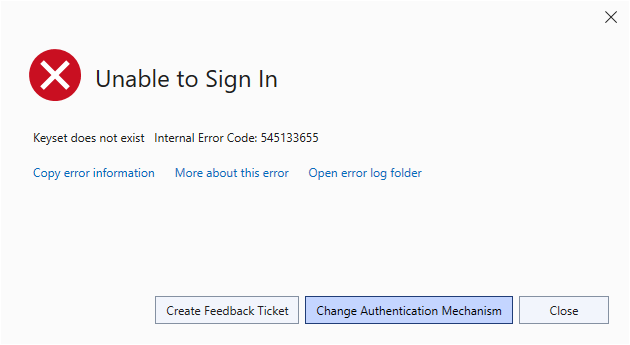 Unable to Sign In
Keyset does not exist   Internal Error Code: 545133655
Copy error information   More about this error   Open error log folder
Create Feedback Ticket   Change Authentication Mechanism   Close